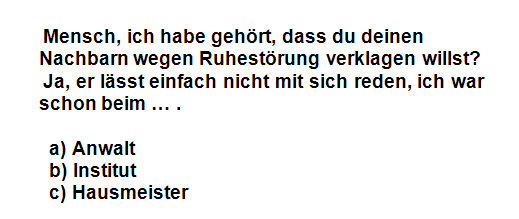 Mensch, ich habe gehört, dass du deinen
Nachbarn wegen Ruhestörung verklagen willst?
Ja, er lässt einfach nicht mit sich reden, ich war
schon beim … .
a) Anwalt
b) Institut
c) Hausmeister